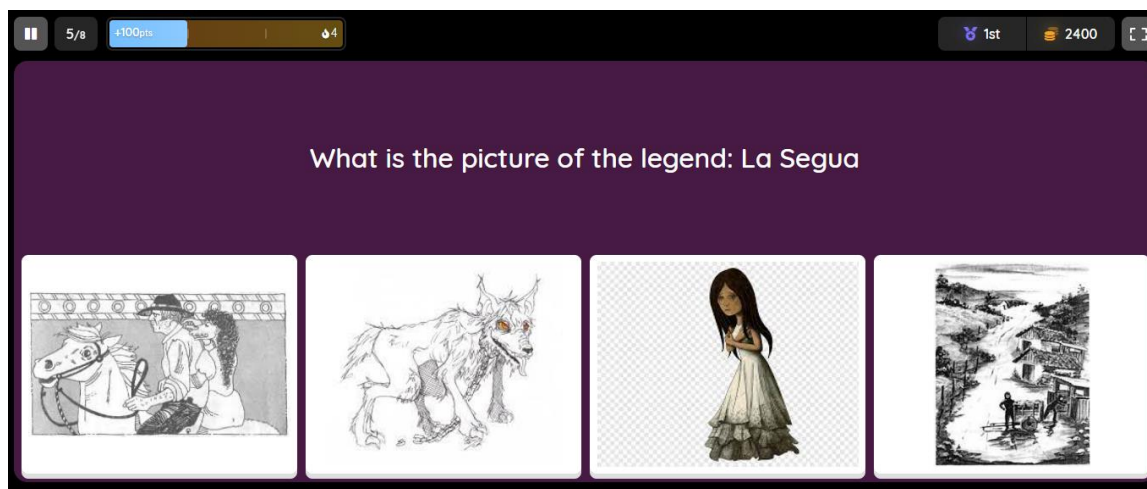 5/8
+100pts
4
1st
2400
What is the picture of the legend: La Segua